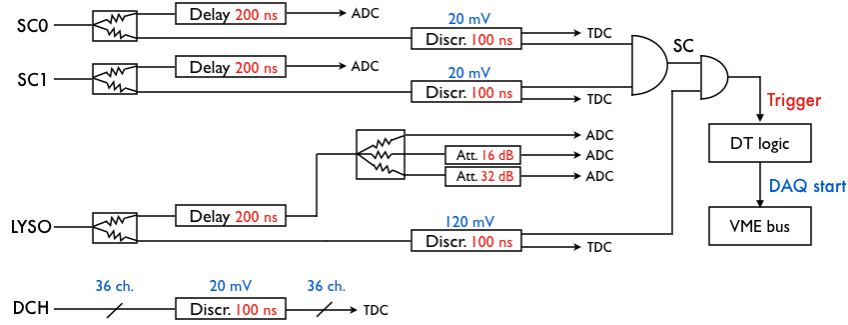 SC0
Delay 200 ns
ADC
20 mV
Discr. 100 ns
TDC
SC
SC1
Delay 200 ns
ADC
20 mV
Discr. 100 ns
TDC
Trigger
ADC
Att. 16 dB
ADC
Att. 32 dB
ADC
DT logic
DAQ start
LYSO
Delay 200 ns
120 mV
Discr. 100 ns
TDC
VME bus
DCH
36 ch.
20 mV
Discr. 100 ns
36 ch.
TDC